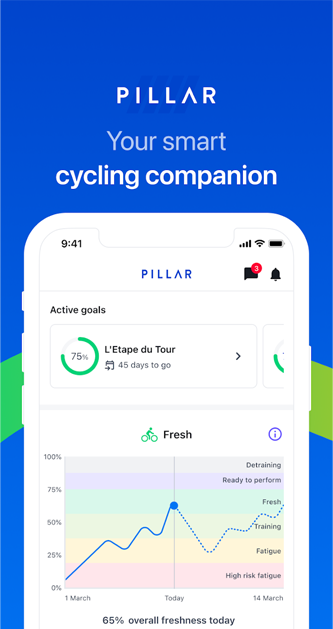 PILLAR
Your smart
cycling companion
9:41
PILLAR
3
Active goals
75%
L'Etape du Tour
45 days to go
Fresh
100%
Detraining
Ready to perform
75%
Fresh
50%
Training
25%
Fatigue
High risk fatigue
0%
1 March
Today
14 March
65% overall freshness today